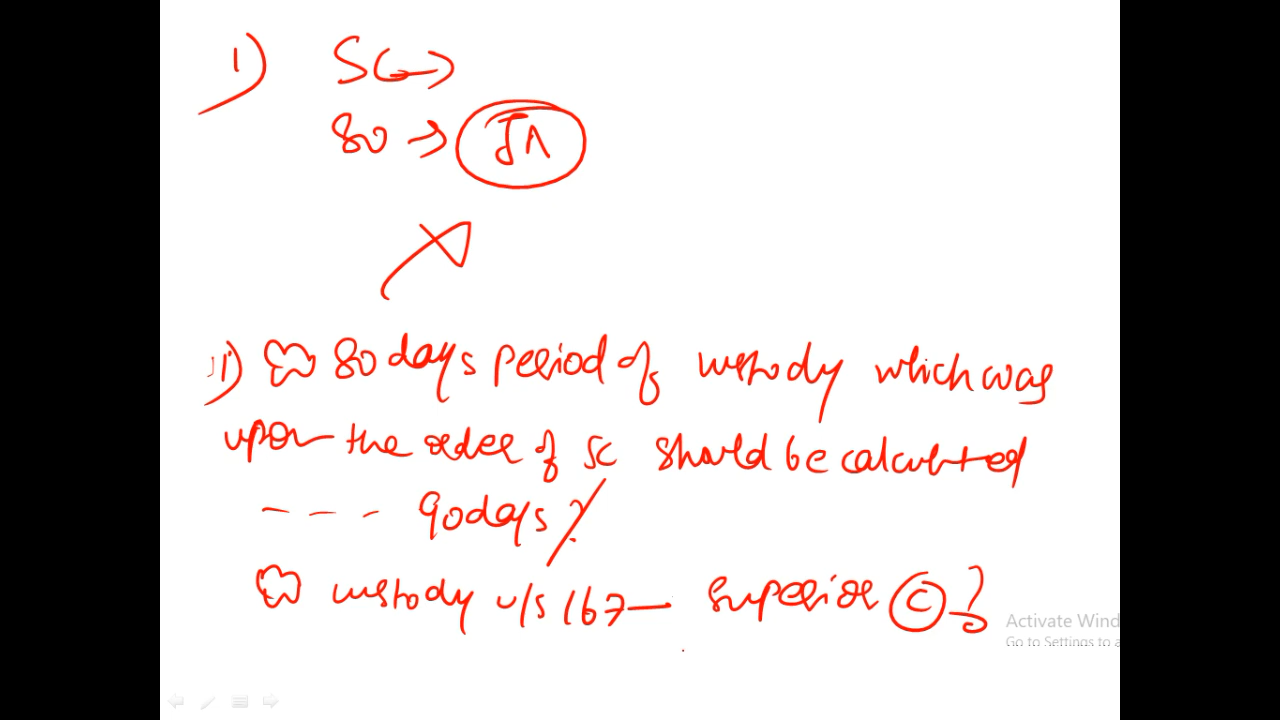 1) SC →
80 → JA
11) 80 days period of custody which was
upon the order of SC should be calculated
- - - 90 days
custody u/s 167 — superior C ?
Activate Wind
Go to Settings to a